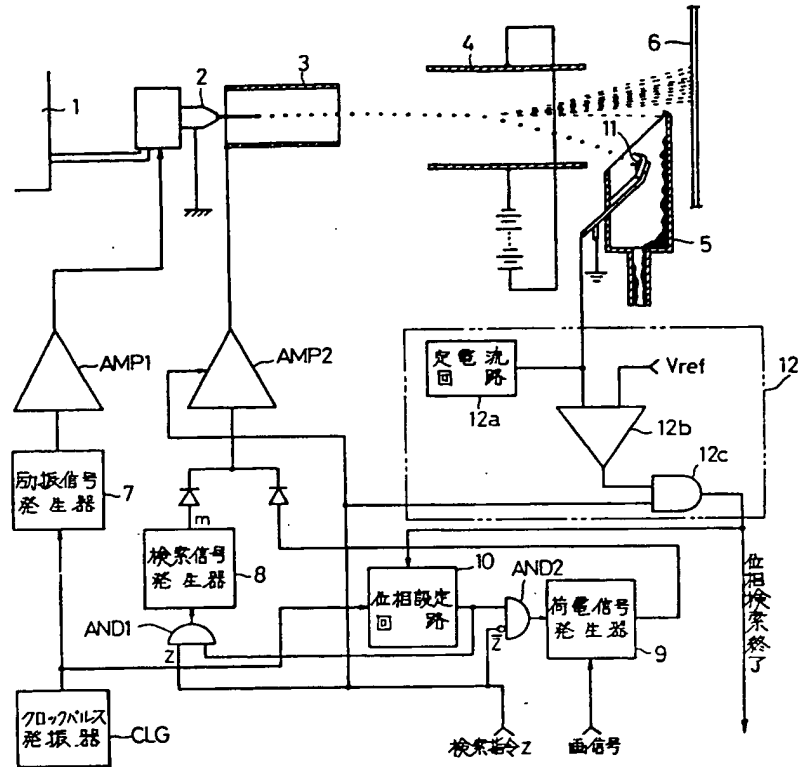 1
2
3
4
6
11
5
AMP1
AMP2
定電流
回路
12a
Vref
12
12b
12c
励振信号
発生器
7
m
検索信号
発生器
8
10
位相設定
回路
AND2
荷電信号
発生器
9
位相検索終了
AND1
Z
Z̅
クロックパルス
発振器
CLG
検索指令Z
画信号